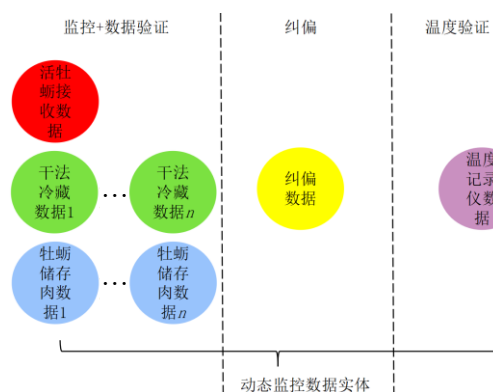 监控+数据验证
纠偏
温度验证
活牡
蛎接
收数
据
干法
冷藏
数据1
…
干法
冷藏
数据n
纠偏
数据
温度
记录
仪数
据
牡蛎
储存
肉数
据1
…
牡蛎
储存
肉数
据n
动态监控数据实体